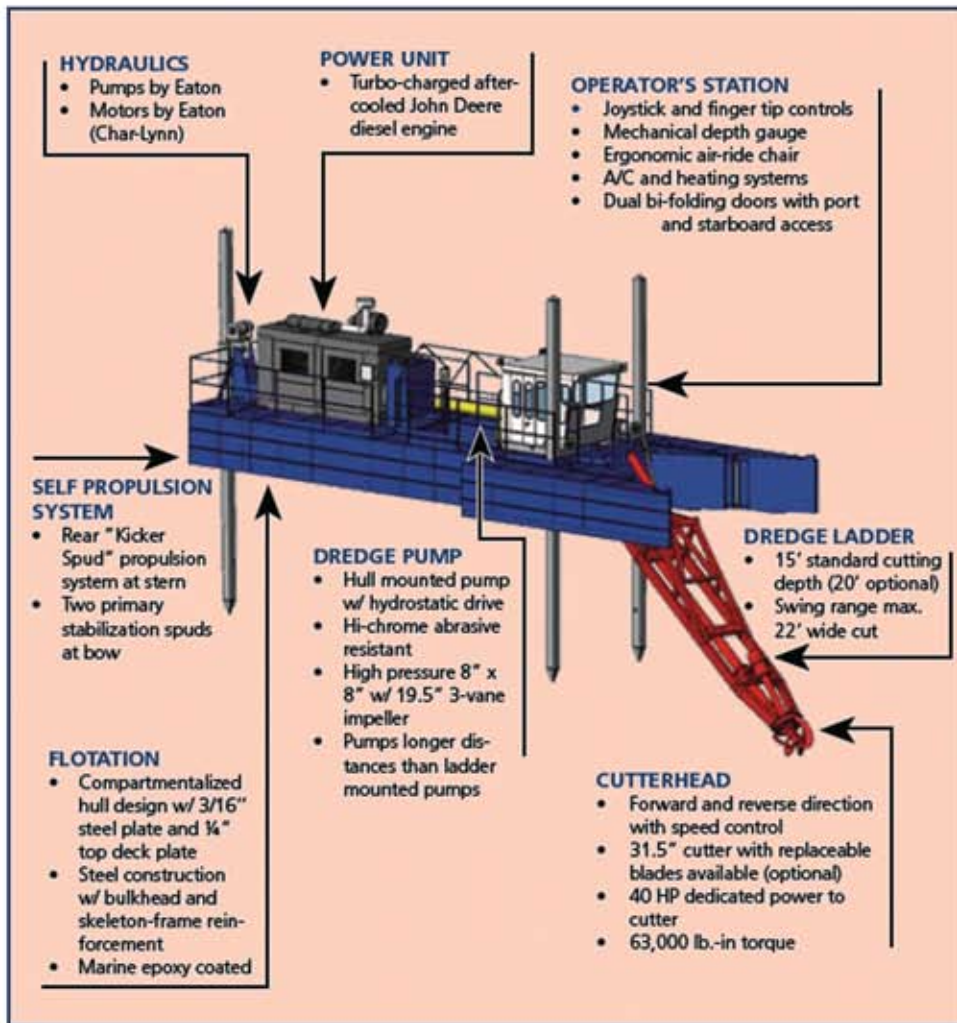 HYDRAULICS
• Pumps by Eaton
• Motors by Eaton
(Char-Lynn)
POWER UNIT
• Turbo-charged after-
cooled John Deere
diesel engine
OPERATOR'S STATION
• Joystick and finger tip controls
• Mechanical depth gauge
• Ergonomic air-ride chair
• A/C and heating systems
• Dual bi-folding doors with port
and starboard access
SELF PROPULSION
SYSTEM
• Rear "Kicker
Spud" propulsion
system at stern
• Two primary
stabilization spuds
at bow
DREDGE PUMP
• Hull mounted pump
w/ hydrostatic drive
• Hi-chrome abrasive
resistant
• High pressure 8" x
8" w/ 19.5" 3-vane
impeller
• Pumps longer dis-
tances than ladder
mounted pumps
DREDGE LADDER
• 15' standard cutting
depth (20' optional)
• Swing range max.
22' wide cut
FLOTATION
• Compartmentalized
hull design w/ 3/16"
steel plate and ¼"
top deck plate
• Steel construction
w/ bulkhead and
skeleton-frame rein-
forcement
• Marine epoxy coated
CUTTERHEAD
• Forward and reverse direction
with speed control
• 31.5" cutter with replaceable
blades available (optional)
• 40 HP dedicated power to
cutter
• 63,000 lb.-in torque